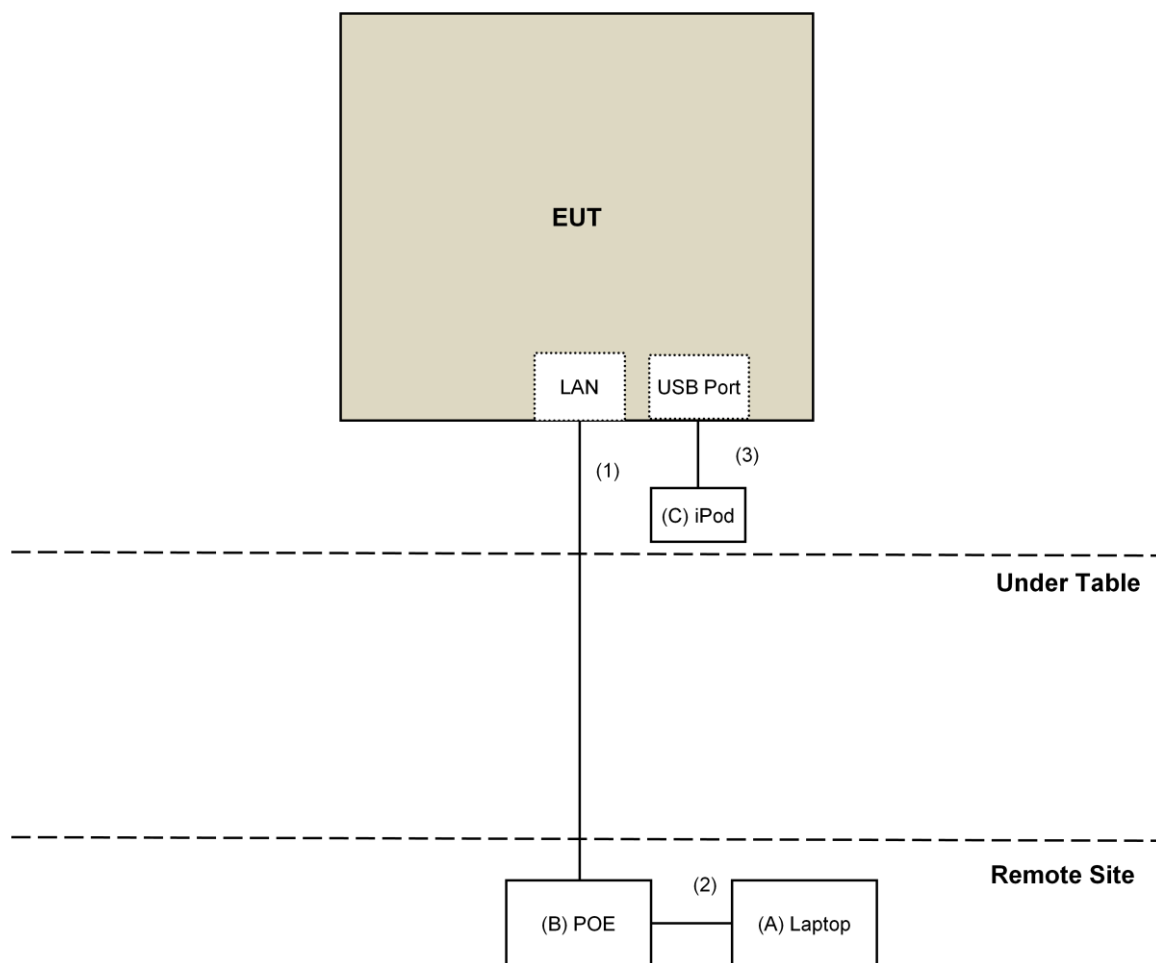 EUT
LAN
USB Port
(1)
(3)
(C) iPod
Under Table
Remote Site
(2)
(B) POE
(A) Laptop